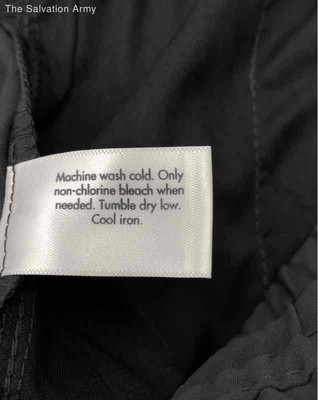 The Salvation Army
Machine wash cold. Only
non-chlorine bleach when
needed. Tumble dry low.
Cool iron.